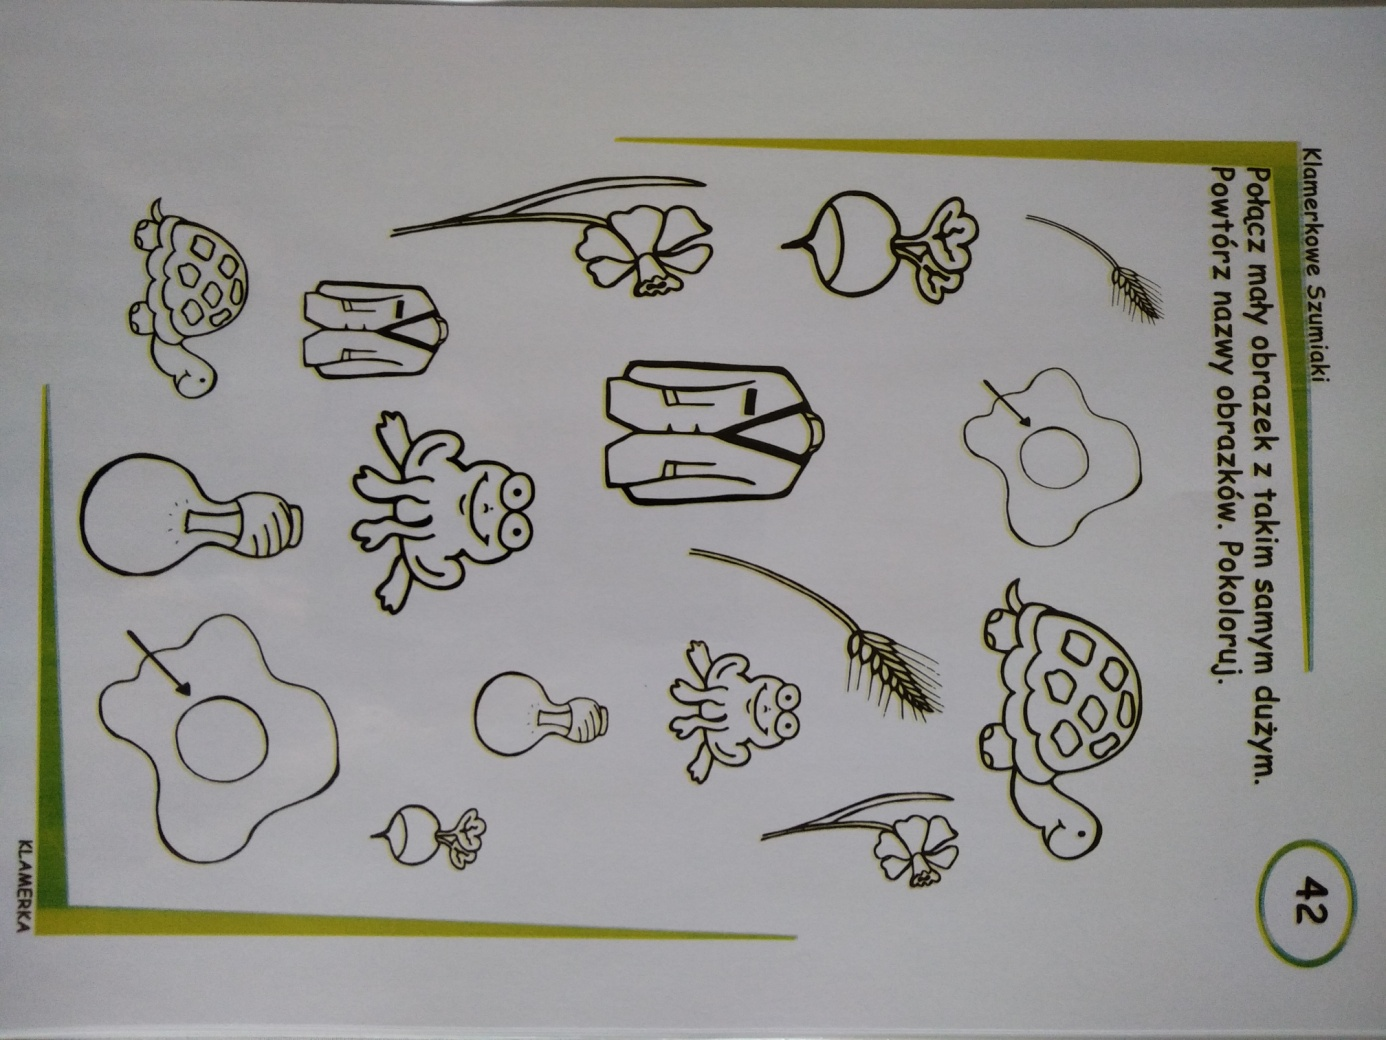 Klamerkowe Szumiaki
42
Połącz mały obrazek z takim samym dużym.
Powtórz nazwy obrazków. Pokoloruj.
KLAMERKA